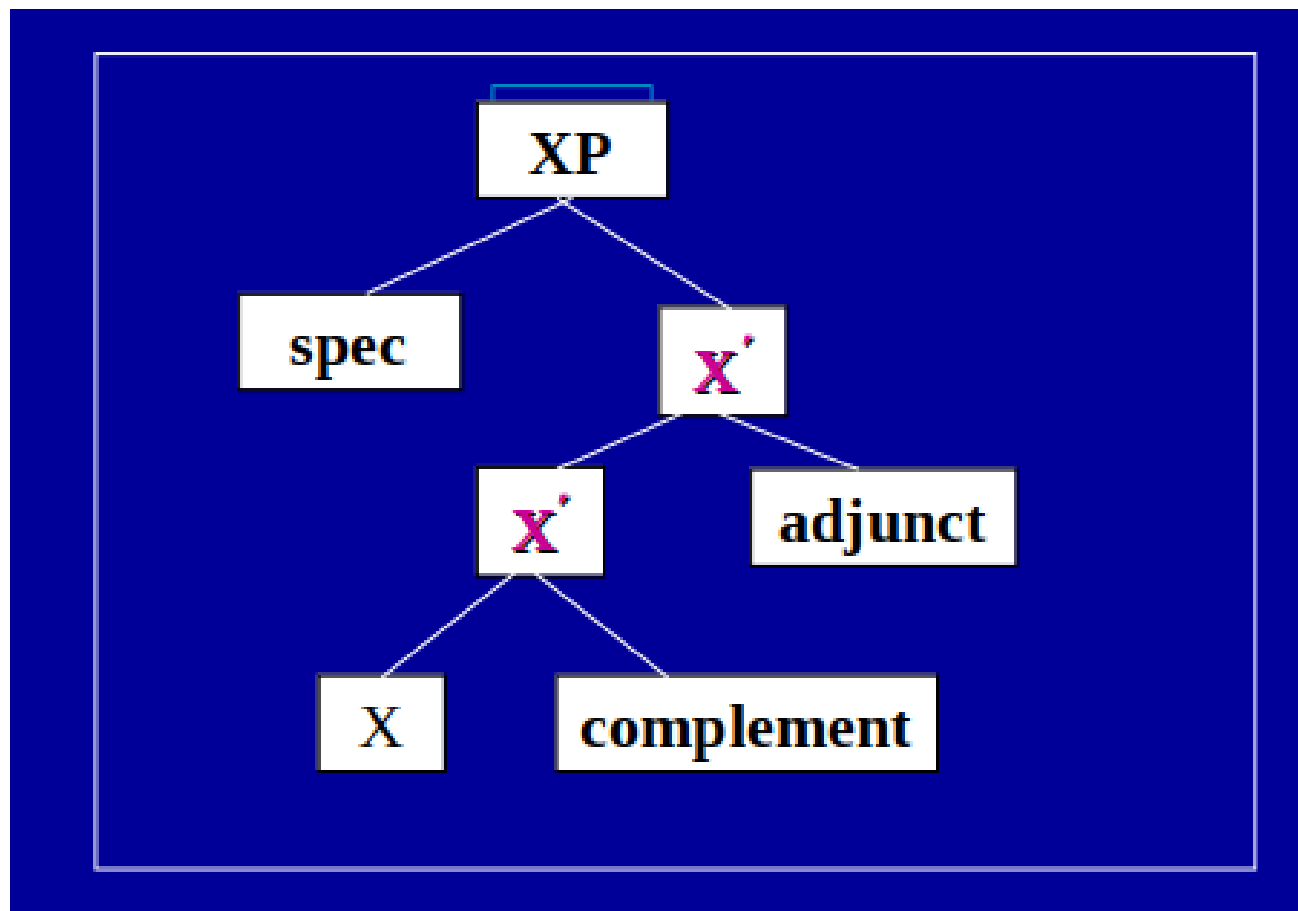 XP
spec
x′
x′
adjunct
X
complement